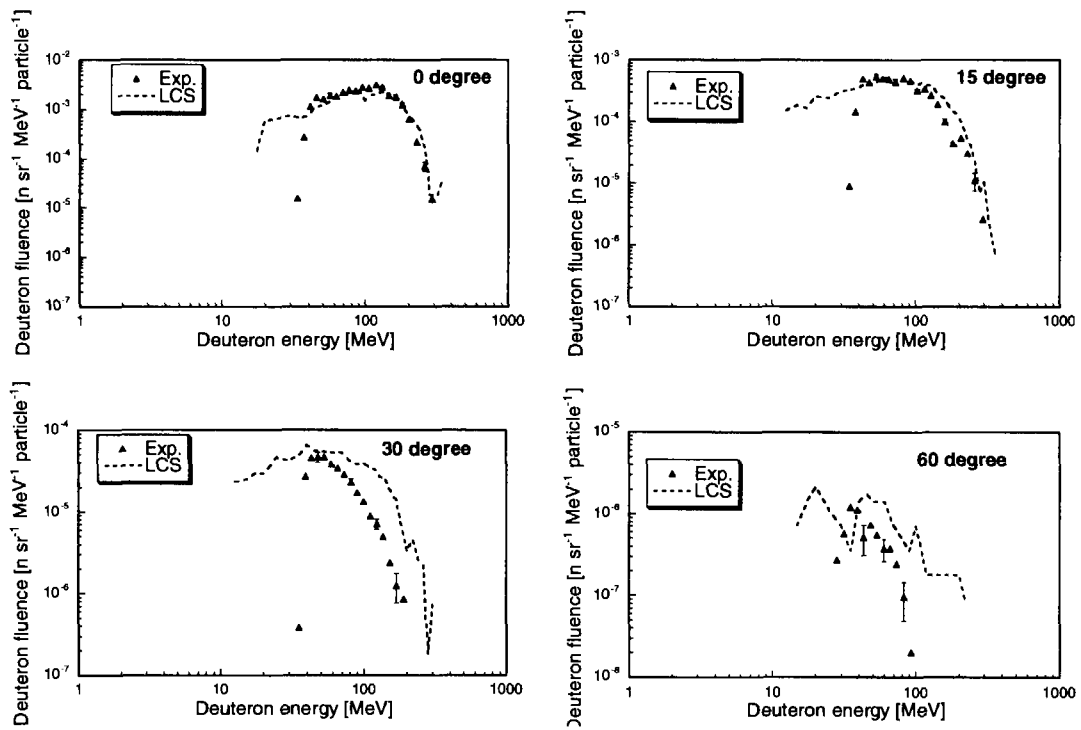 Deuteron fluence [n sr⁻¹ MeV⁻¹ particle⁻¹]
10⁻²
10⁻³
10⁻⁴
10⁻⁵
10⁻⁶
10⁻⁷
Exp.
LCS
0 degree
1
10
100
1000
Deuteron energy [MeV]
Deuteron fluence [n sr⁻¹ MeV⁻¹ particle⁻¹]
10⁻³
10⁻⁴
10⁻⁵
10⁻⁶
10⁻⁷
Exp.
LCS
15 degree
1
10
100
1000
Deuteron energy [MeV]
Deuteron fluence [n sr⁻¹ MeV⁻¹ particle⁻¹]
10⁻⁴
10⁻⁵
10⁻⁶
10⁻⁷
Exp.
LCS
30 degree
1
10
100
1000
Deuteron energy [MeV]
Deuteron fluence [n sr⁻¹ MeV⁻¹ particle⁻¹]
10⁻⁵
10⁻⁶
10⁻⁷
10⁻⁸
Exp.
LCS
60 degree
1
10
100
1000
Deuteron energy [MeV]